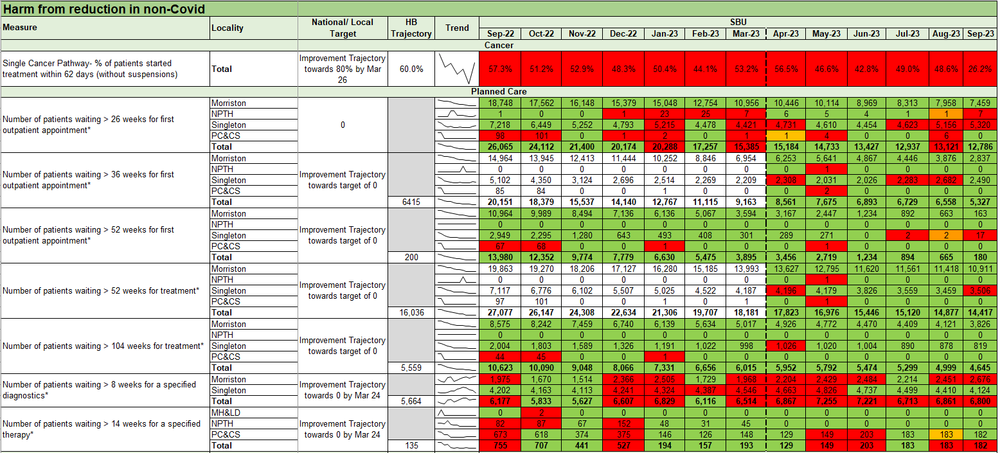 Harm from reduction in non-Covid
Measure Locality National/ Local Target HB Trajectory Trend SBU
Sep-22 Oct-22 Nov-22 Dec-22 Jan-23 Feb-23 Mar-23 Apr-23 May-23 Jun-23 Jul-23 Aug-23 Sep-23
Cancer
Single Cancer Pathway- % of patients started treatment within 62 days (without suspensions) Total Improvement Trajectory towards 80% by Mar 26 60.0% 57.3% 51.2% 52.9% 48.3% 50.4% 44.1% 53.2% 56.5% 46.6% 42.8% 49.0% 48.6% 26.2%
Planned Care
Number of patients waiting > 26 weeks for first outpatient appointment* 0
Morriston 18,748 17,562 16,148 15,379 15,048 12,754 10,956 10,446 10,114 8,969 8,313 7,958 7,459
NPTH 1 0 0 1 23 25 7 6 5 4 1 1 7
Singleton 7,218 6,449 5,252 4,793 5,215 4,478 4,421 4,731 4,610 4,454 4,623 5,156 5,320
PC&CS 98 101 0 1 2 0 1 1 4 0 0 6 0
Total 26,065 24,112 21,400 20,174 20,288 17,257 15,385 15,184 14,733 13,427 12,937 13,121 12,786
Number of patients waiting > 36 weeks for first outpatient appointment* Improvement Trajectory towards target of 0
Morriston 14,964 13,945 12,413 11,444 10,252 8,846 6,954 6,253 5,641 4,867 4,446 3,876 2,837
NPTH 0 0 0 0 0 0 0 0 1 0 0 0 0
Singleton 5,102 4,350 3,124 2,696 2,514 2,269 2,209 2,308 2,031 2,026 2,283 2,682 2,490
PC&CS 85 84 0 0 1 0 0 0 2 0 0 0 0
Total 6415 20,151 18,379 15,537 14,140 12,767 11,115 9,163 8,561 7,675 6,893 6,729 6,558 5,327
Number of patients waiting > 52 weeks for first outpatient appointment* Improvement Trajectory towards target of 0
Morriston 10,964 9,989 8,494 7,136 6,136 5,067 3,594 3,167 2,447 1,234 892 663 163
NPTH 0 0 0 0 0 0 0 0 0 0 0 0 0
Singleton 2,949 2,295 1,280 643 493 408 301 289 271 0 2 2 17
PC&CS 67 68 0 0 1 0 0 0 1 0 0 0 0
Total 200 13,980 12,352 9,774 7,779 6,630 5,475 3,895 3,456 2,719 1,234 894 665 180
Number of patients waiting > 52 weeks for treatment* Improvement Trajectory towards target of 0
Morriston 19,863 19,270 18,206 17,127 16,280 15,185 13,993 13,627 12,795 11,620 11,561 11,418 10,911
NPTH 0 0 0 0 0 0 0 0 1 0 0 0 0
Singleton 7,117 6,776 6,102 5,507 5,025 4,522 4,187 4,196 4,179 3,826 3,559 3,459 3,506
PC&CS 97 101 0 0 1 0 1 0 1 0 0 0 0
Total 16,036 27,077 26,147 24,308 22,634 21,306 19,707 18,181 17,823 16,976 15,446 15,120 14,877 14,417
Number of patients waiting > 104 weeks for treatment* Improvement Trajectory towards target of 0
Morriston 8,575 8,242 7,459 6,740 6,139 5,634 5,017 4,926 4,772 4,470 4,409 4,121 3,826
NPTH 0 0 0 0 0 0 0 0 0 0 0 0 0
Singleton 2,004 1,803 1,589 1,326 1,191 1,022 998 1,026 1,020 1,004 890 878 819
PC&CS 44 45 0 0 1 0 0 0 0 0 0 0 0
Total 5,559 10,623 10,090 9,048 8,066 7,331 6,656 6,015 5,952 5,792 5,474 5,299 4,999 4,645
Number of patients waiting > 8 weeks for a specified diagnostics* Improvement Trajectory towards 0 by Mar 24
Morriston 1,975 1,670 1,514 2,366 2,505 1,729 1,968 2,204 2,429 2,484 2,214 2,451 2,676
Singleton 4,202 4,163 4,113 4,241 4,324 4,387 4,546 4,663 4,826 4,737 4,499 4,410 4,124
Total 5,664 6,177 5,833 5,627 6,607 6,829 6,116 6,514 6,867 7,255 7,221 6,713 6,861 6,800
Number of patients waiting > 14 weeks for a specified therapy* Improvement Trajectory towards 0 by Mar 24
MH&LD 0 2 0 0 0 0 0 0 0 0 0 0 0
NPTH 82 87 67 152 48 31 45 0 0 0 0 0 0
PC&CS 673 618 374 375 146 126 148 129 149 203 183 183 182
Total 135 755 707 441 527 194 157 193 129 149 203 183 183 182